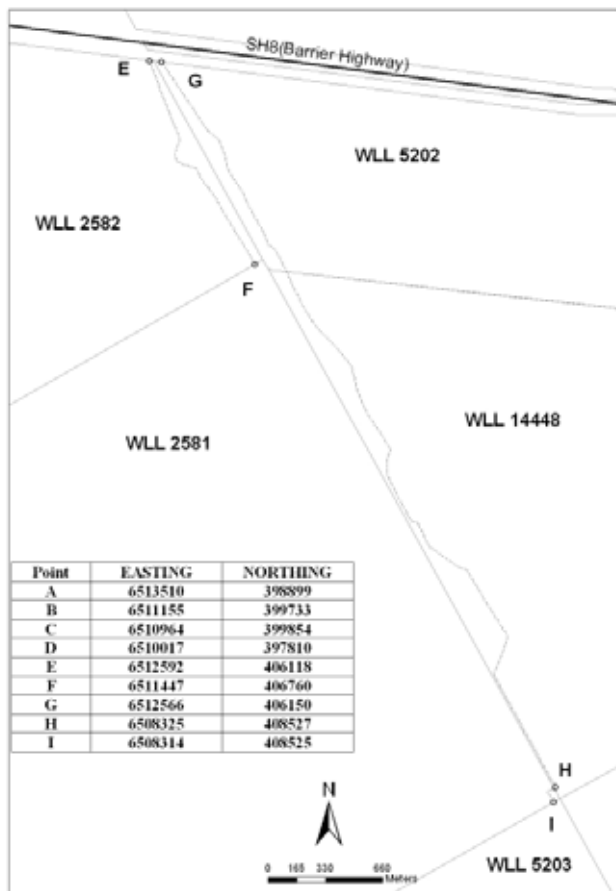 SH8(Barrier Highway)
E
G
WLL 5202
WLL 2582
F
WLL 14448
WLL 2581
Point EASTING NORTHING
A 6513510 398899
B 6511155 399733
C 6510964 399854
D 6510017 397810
E 6512592 406118
F 6511447 406760
G 6512566 406150
H 6508325 408527
I 6508314 408525
H
N
I
0 165 330 660
Meters
WLL 5203